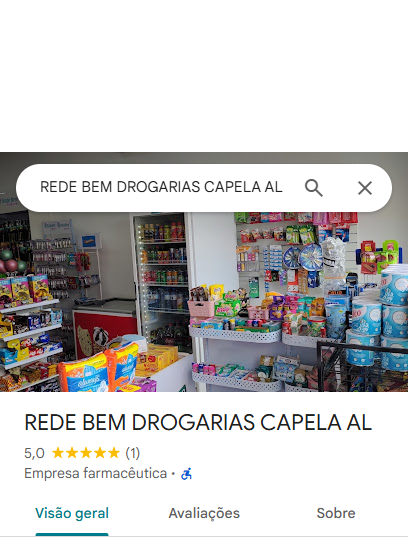 REDE BEM DROGARIAS CAPELA AL
REDE BEM DROGARIAS CAPELA AL
5,0 (1)
Empresa farmacêutica ·
Visão geral Avaliações Sobre